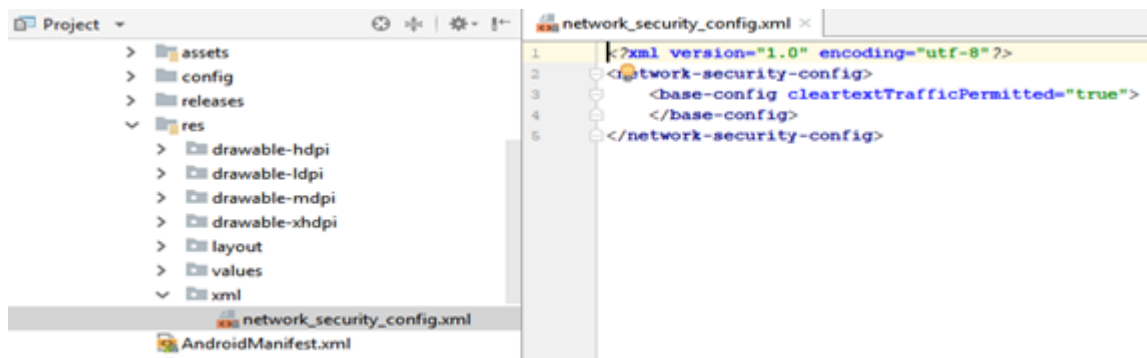 Project
assets
config
releases
res
drawable-hdpi
drawable-ldpi
drawable-mdpi
drawable-xhdpi
layout
values
xml
network_security_config.xml
AndroidManifest.xml
network_security_config.xml
1 <?xml version="1.0" encoding="utf-8"?>
2 <network-security-config>
3 <base-config cleartextTrafficPermitted="true">
4 </base-config>
5 </network-security-config>